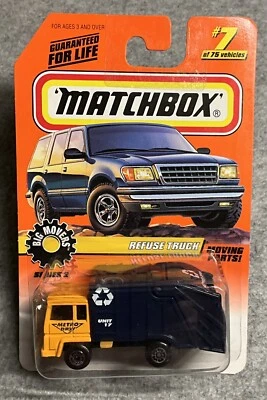 FOR AGES 3 AND OVER
GUARANTEED
FOR LIFE
#7
of 75 vehicles
MATCHBOX
®
BIG MOVERS
REFUSE TRUCK
MOVING
PARTS!
SERIES 2
METRO
UNIT
17